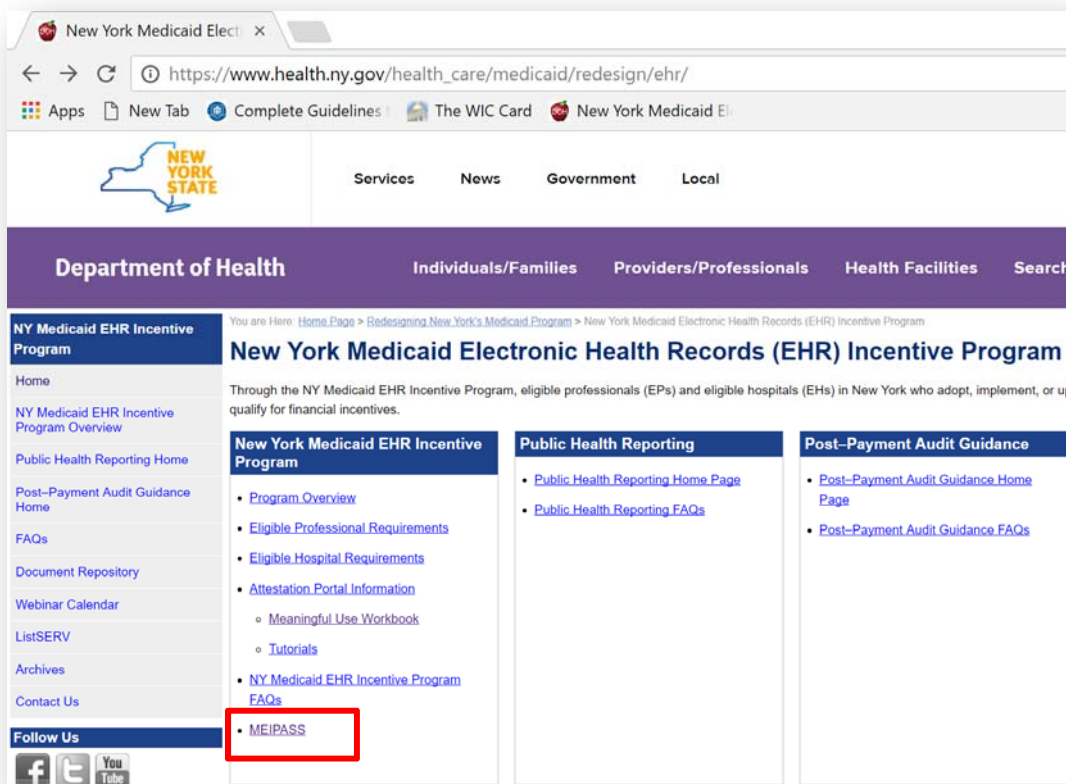 New York Medicaid Elect
https://www.health.ny.gov/health_care/medicaid/redesign/ehr/
Apps New Tab Complete Guidelines The WIC Card New York Medicaid El
NEW
YORK
STATE
Services News Government Local
Department of Health Individuals/Families Providers/Professionals Health Facilities Search
NY Medicaid EHR Incentive
Program
Home
NY Medicaid EHR Incentive
Program Overview
Public Health Reporting Home
Post–Payment Audit Guidance
Home
FAQs
Document Repository
Webinar Calendar
ListSERV
Archives
Contact Us
Follow Us
f t You
Tube
You are Here: Home Page > Redesigning New York's Medicaid Program > New York Medicaid Electronic Health Records (EHR) Incentive Program
New York Medicaid Electronic Health Records (EHR) Incentive Program
Through the NY Medicaid EHR Incentive Program, eligible professionals (EPs) and eligible hospitals (EHs) in New York who adopt, implement, or up
qualify for financial incentives.
New York Medicaid EHR Incentive
Program
• Program Overview
• Eligible Professional Requirements
• Eligible Hospital Requirements
• Attestation Portal Information
◦ Meaningful Use Workbook
◦ Tutorials
• NY Medicaid EHR Incentive Program
FAQs
• MEIPASS
Public Health Reporting
• Public Health Reporting Home Page
• Public Health Reporting FAQs
Post–Payment Audit Guidance
• Post–Payment Audit Guidance Home
Page
• Post–Payment Audit Guidance FAQs